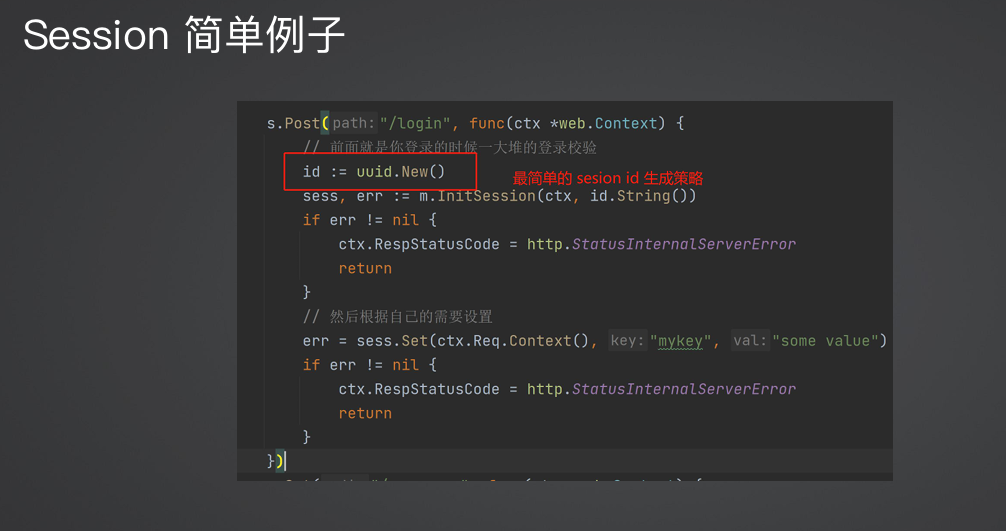 Session 简单例子
s.Post( path: "/login", func(ctx *web.Context) {
// 前面就是你登录的时候一大堆的登录校验
id := uuid.New()
最简单的 sesion id 生成策略
sess, err := m.InitSession(ctx, id.String())
if err != nil {
ctx.RespStatusCode = http.StatusInternalServerError
return
}
// 然后根据自己的需要设置
err = sess.Set(ctx.Req.Context(), key: "mykey", val: "some value")
if err != nil {
ctx.RespStatusCode = http.StatusInternalServerError
return
}
})